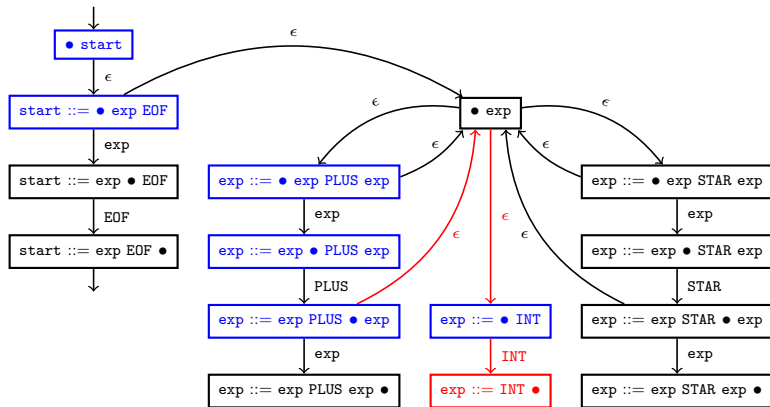 ● start
ϵ
start ::= ● exp EOF
exp
start ::= exp ● EOF
EOF
start ::= exp EOF ●
ϵ
● exp
ϵ
ϵ
exp ::= ● exp PLUS exp
exp
exp ::= exp ● PLUS exp
PLUS
exp ::= exp PLUS ● exp
exp
exp ::= exp PLUS exp ●
ϵ
ϵ
exp ::= ● INT
INT
exp ::= INT ●
ϵ
ϵ
ϵ
exp ::= ● exp STAR exp
exp
exp ::= exp ● STAR exp
STAR
exp ::= exp STAR ● exp
exp
exp ::= exp STAR exp ●